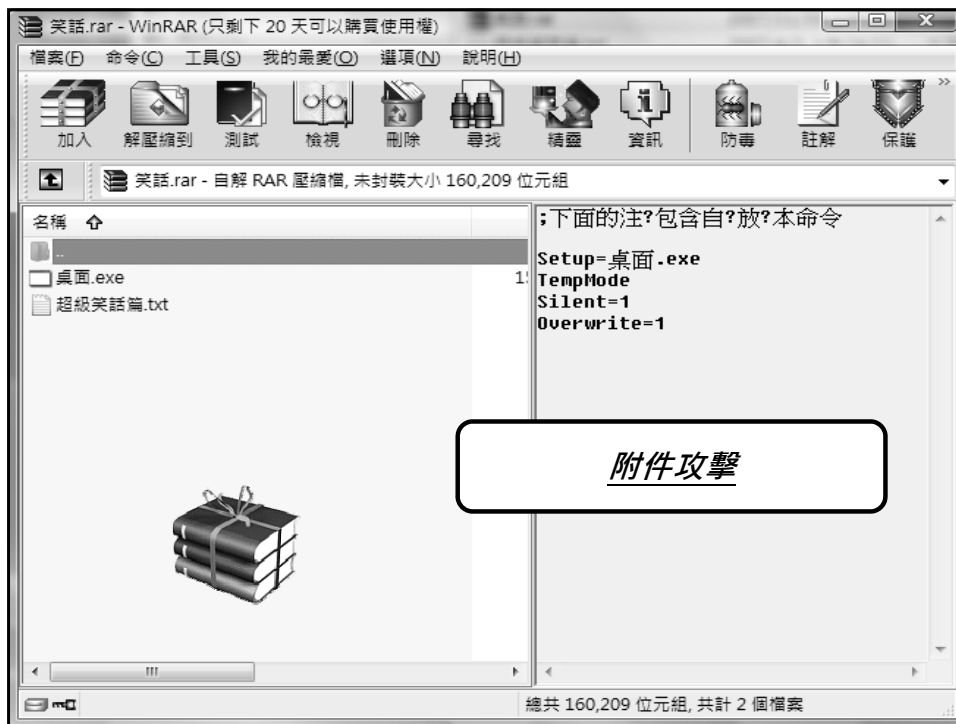 笑話.rar - WinRAR (只剩下 20 天可以購買使用權)
檔案(F) 命令(C) 工具(S) 我的最愛(O) 選項(N) 說明(H)
加入 解壓縮到 測試 檢視 刪除 尋找 精靈 資訊 防毒 註解 保護
笑話.rar - 自解 RAR 壓縮檔, 未封裝大小 160,209 位元組
名稱
..
桌面.exe
超級笑話篇.txt
;下面的注?包含自?放?本命令
Setup=桌面.exe
TempMode
Silent=1
Overwrite=1
附件攻擊
總共 160,209 位元組, 共計 2 個檔案